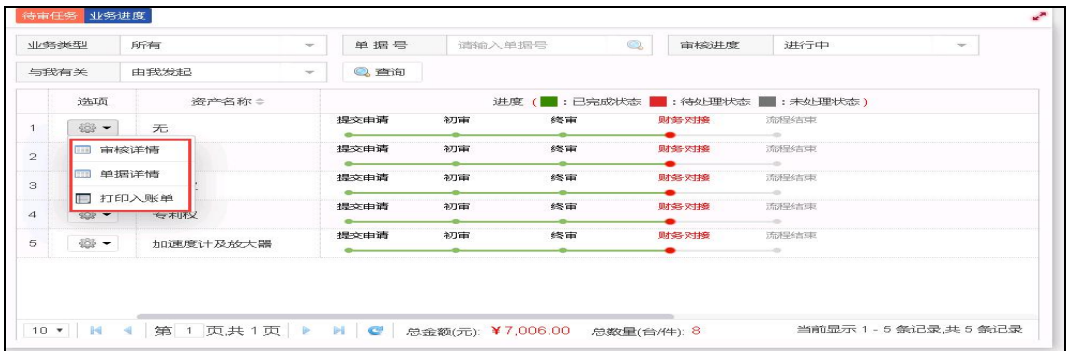 待审任务 业务进度
业务类型 所有 单据号 请输入单据号 审核进度 进行中
与我有关 由我发起 查询
选项 资产名称 进度 ( ：已完成状态 ：待处理状态 ：未处理状态 )
1 无 提交申请 初审 终审 财务对接 流程结束
审核详情
2 提交申请 初审 终审 财务对接 流程结束
单据详情
3 提交申请 初审 终审 财务对接 流程结束
打印入账单
4 专利权 提交申请 初审 终审 财务对接 流程结束
5 加速度计及放大器 提交申请 初审 终审 财务对接 流程结束
10 第 1 页,共 1 页 总金额(元): ￥7,006.00 总数量(台/件): 8 当前显示 1 - 5 条记录,共 5 条记录